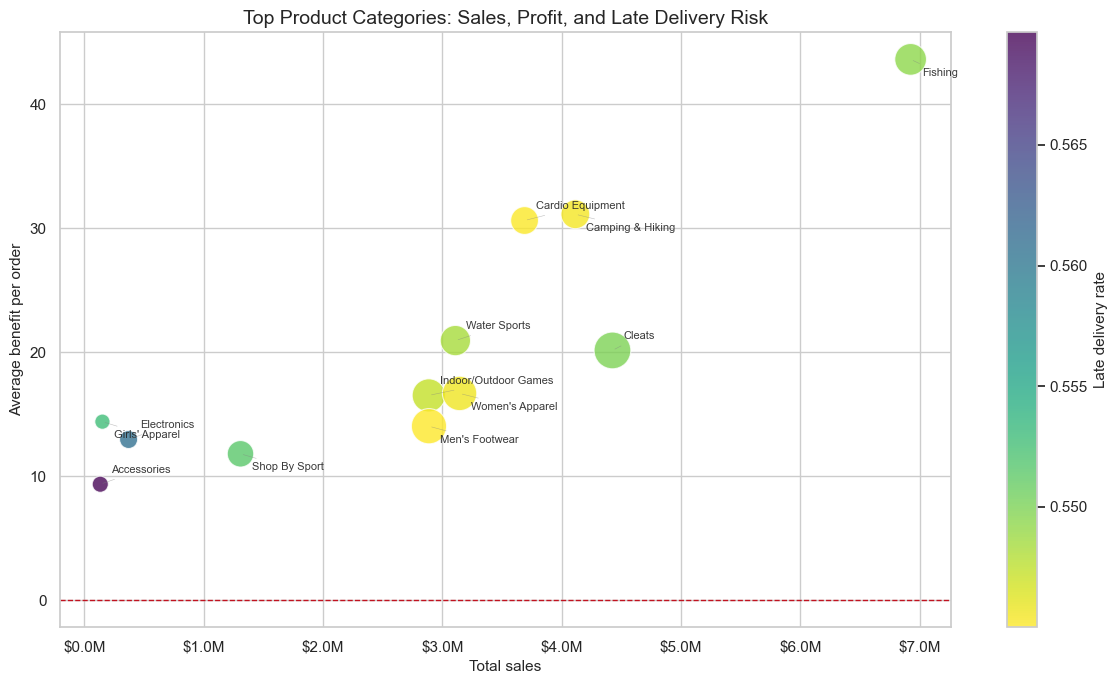 Top Product Categories: Sales, Profit, and Late Delivery Risk
Average benefit per order
40
30
20
10
0
Fishing
Cardio Equipment
Camping & Hiking
Water Sports
Cleats
Indoor/Outdoor Games
Women's Apparel
Electronics
Girls' Apparel
Men's Footwear
Shop By Sport
Accessories
$0.0M
$1.0M
$2.0M
$3.0M
$4.0M
$5.0M
$6.0M
$7.0M
Total sales
0.565
0.560
0.555
0.550
Late delivery rate